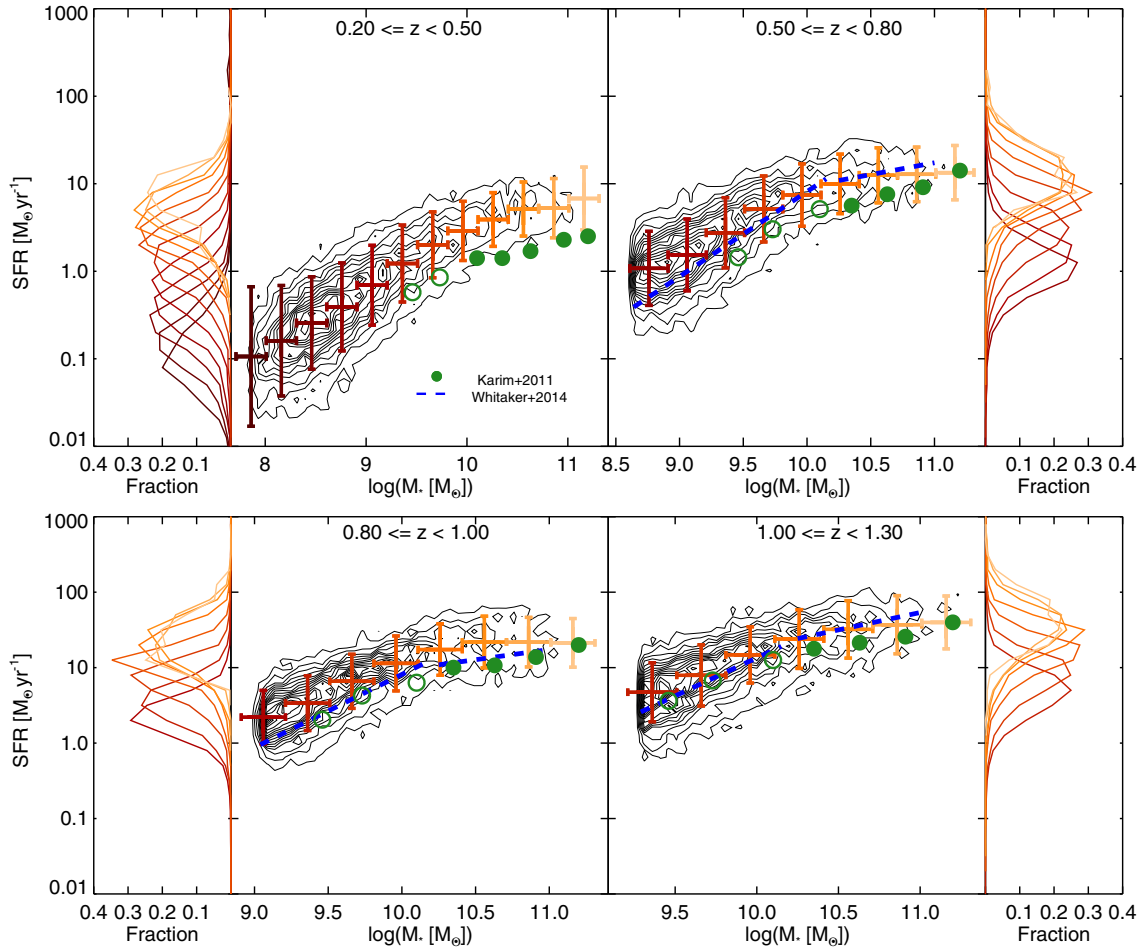 0.20 <= z < 0.50
0.50 <= z < 0.80
1000
100
10
1.0
0.1
0.01
SFR [M⊙yr-1]
Karim+2011
Whitaker+2014
0.4 0.3 0.2 0.1
8 9 10 11
8.5 9.0 9.5 10.0 10.5 11.0
0.1 0.2 0.3 0.4
Fraction
log(M* [M⊙])
log(M* [M⊙])
Fraction
0.80 <= z < 1.00
1.00 <= z < 1.30
1000
100
10
1.0
0.1
0.01
SFR [M⊙yr-1]
0.4 0.3 0.2 0.1
9.0 9.5 10.0 10.5 11.0
9.5 10.0 10.5 11.0
0.1 0.2 0.3 0.4
Fraction
log(M* [M⊙])
log(M* [M⊙])
Fraction